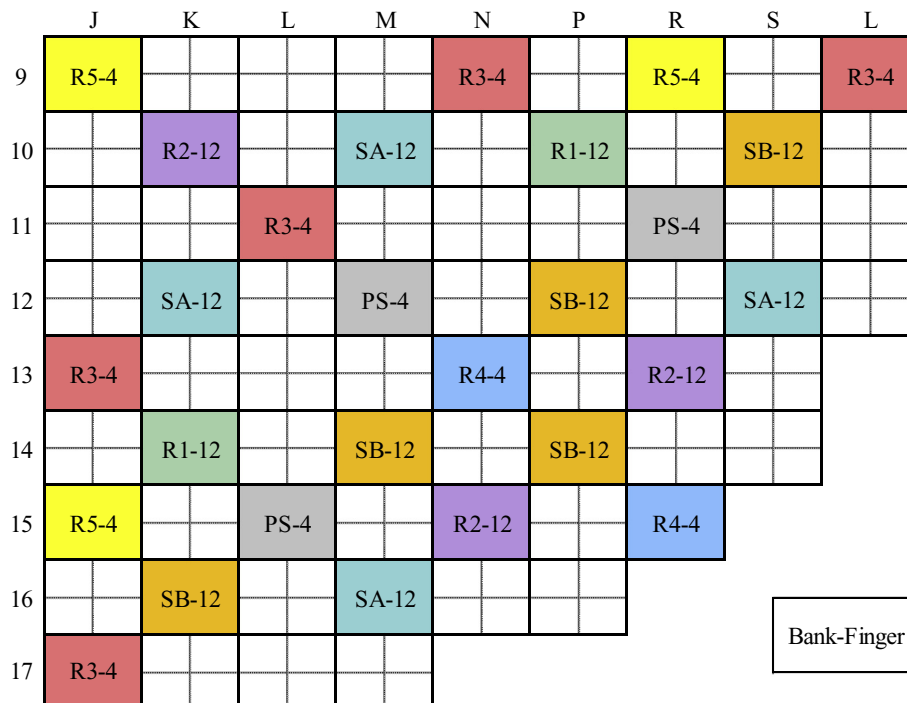 J K L M N P R S L
9 R5-4 R3-4 R5-4 R3-4
10 R2-12 SA-12 R1-12 SB-12
11 R3-4 PS-4
12 SA-12 PS-4 SB-12 SA-12
13 R3-4 R4-4 R2-12
14 R1-12 SB-12 SB-12
15 R5-4 PS-4 R2-12 R4-4
16 SB-12 SA-12
Bank-Finger
17 R3-4